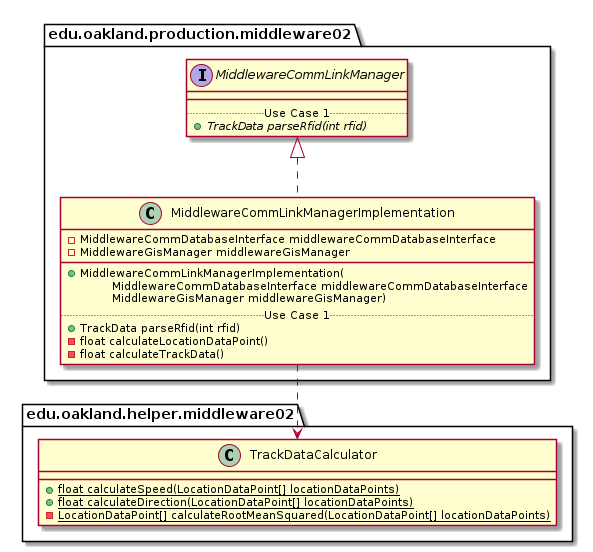 edu.oakland.production.middleware02
I MiddlewareCommLinkManager
Use Case 1
TrackData parseRfid(int rfid)
C MiddlewareCommLinkManagerImplementation
MiddlewareCommDatabaseInterface middlewareCommDatabaseInterface
MiddlewareGisManager middlewareGisManager
MiddlewareCommLinkManagerImplementation(
MiddlewareCommDatabaseInterface middlewareCommDatabaseInterface
MiddlewareGisManager middlewareGisManager)
Use Case 1
TrackData parseRfid(int rfid)
float calculateLocationDataPoint()
float calculateTrackData()
edu.oakland.helper.middleware02
C TrackDataCalculator
float calculateSpeed(LocationDataPoint[] locationDataPoints)
float calculateDirection(LocationDataPoint[] locationDataPoints)
LocationDataPoint[] calculateRootMeanSquared(LocationDataPoint[] locationDataPoints)